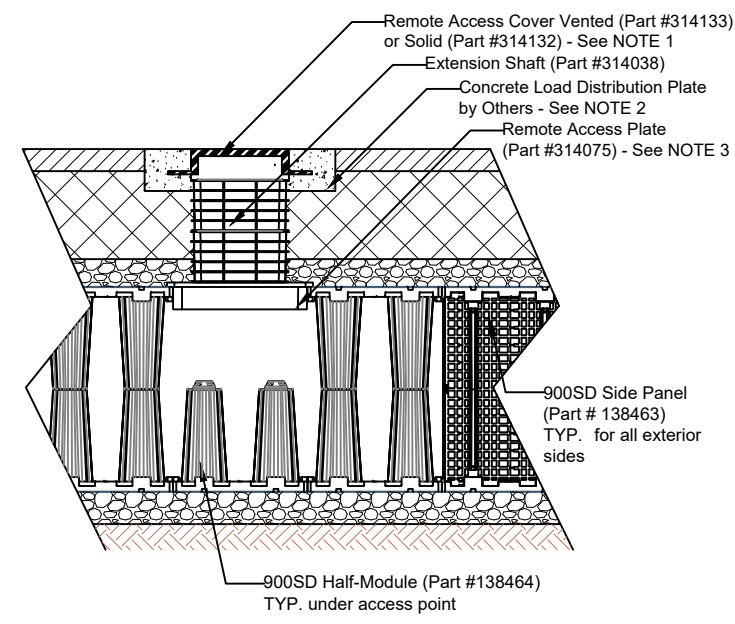 Remote Access Cover Vented (Part #314133)
or Solid (Part #314132) - See NOTE 1
Extension Shaft (Part #314038)
Concrete Load Distribution Plate
by Others - See NOTE 2
Remote Access Plate
(Part #314075) - See NOTE 3
900SD Side Panel
(Part # 138463)
TYP. for all exterior
sides
900SD Half-Module (Part #138464)
TYP. under access point